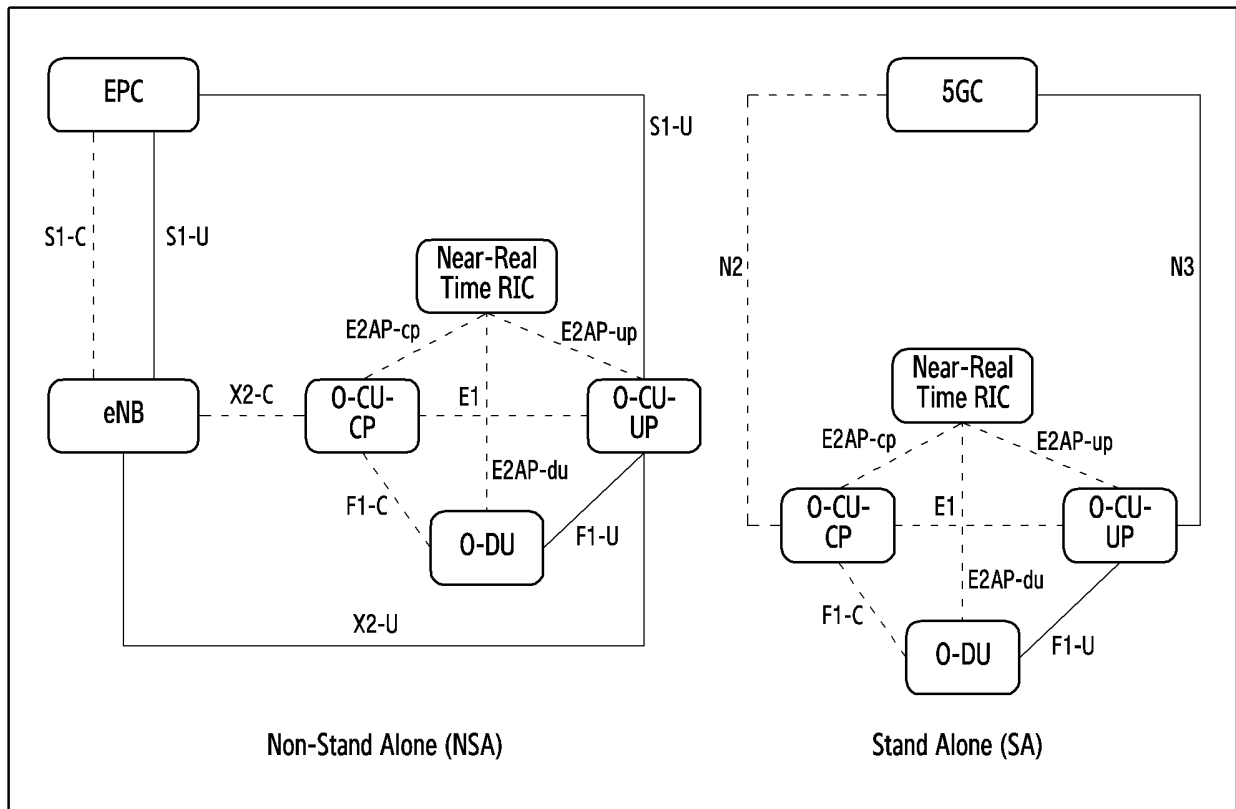 EPC
S1-U
S1-C
S1-U
Near-Real
Time RIC
E2AP-cp
E2AP-up
eNB
X2-C
O-CU-
CP
E1
O-CU-
UP
E2AP-du
F1-C
O-DU
F1-U
X2-U
Non-Stand Alone (NSA)
5GC
N2
N3
Near-Real
Time RIC
E2AP-cp
E2AP-up
O-CU-
CP
E1
O-CU-
UP
E2AP-du
F1-C
O-DU
F1-U
Stand Alone (SA)